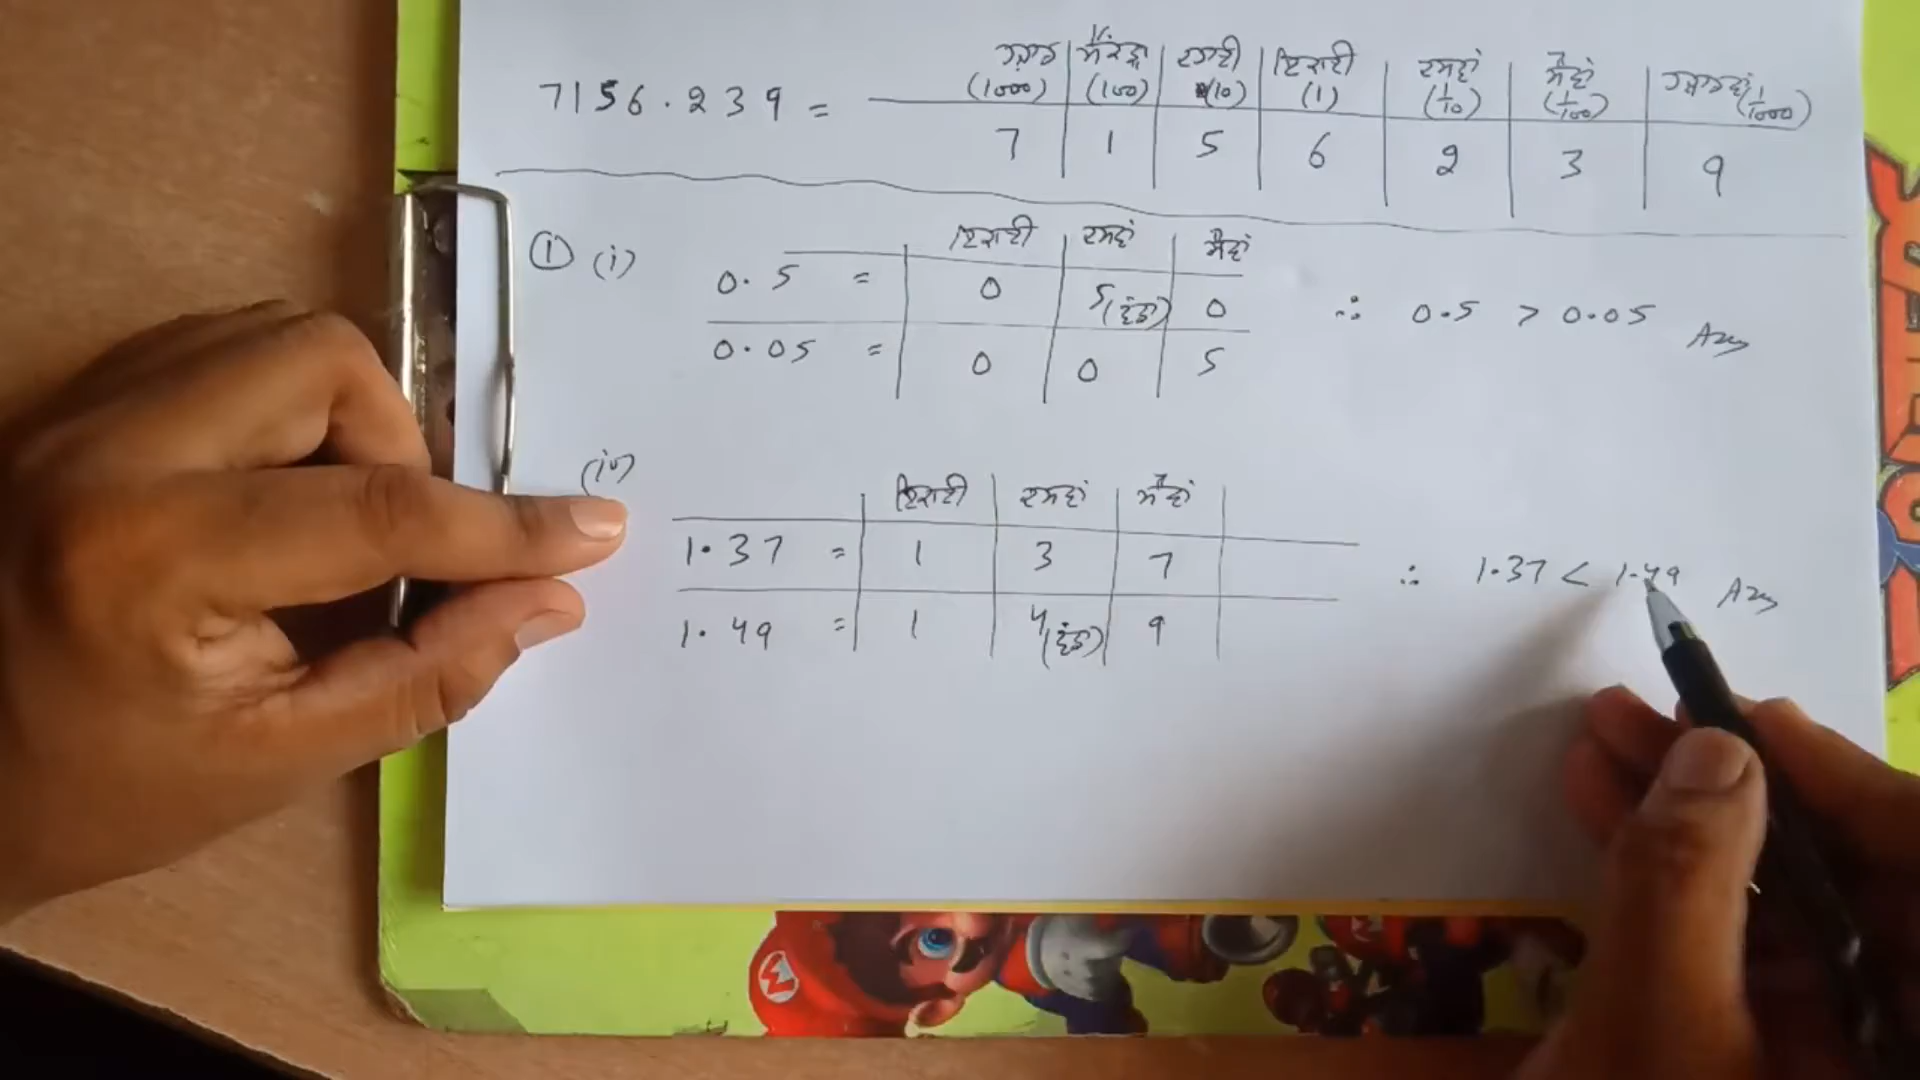 ਹਜ਼ਾਰ ਸੈਂਕੜਾ ਦਹਾਈ ਇਕਾਈ ਦਸਵਾਂ ਸੌਵਾਂ ਹਜ਼ਾਰਵਾਂ
(1000) (100) (10) (1) (1/10) (1/100) (1/1000)
7156.239 = 7 1 5 6 2 3 9
① (i) ਇਕਾਈ ਦਸਵਾਂ ਸੌਵਾਂ
0.5 = 0 5(ਵੱਡਾ) 0 ∴ 0.5 > 0.05 Ans
0.05 = 0 0 5
(iv) ਇਕਾਈ ਦਸਵਾਂ ਸੌਵਾਂ
1.37 = 1 3 7 ∴ 1.37 < 1.49 Ans
1.49 = 1 4(ਵੱਡਾ) 9
M